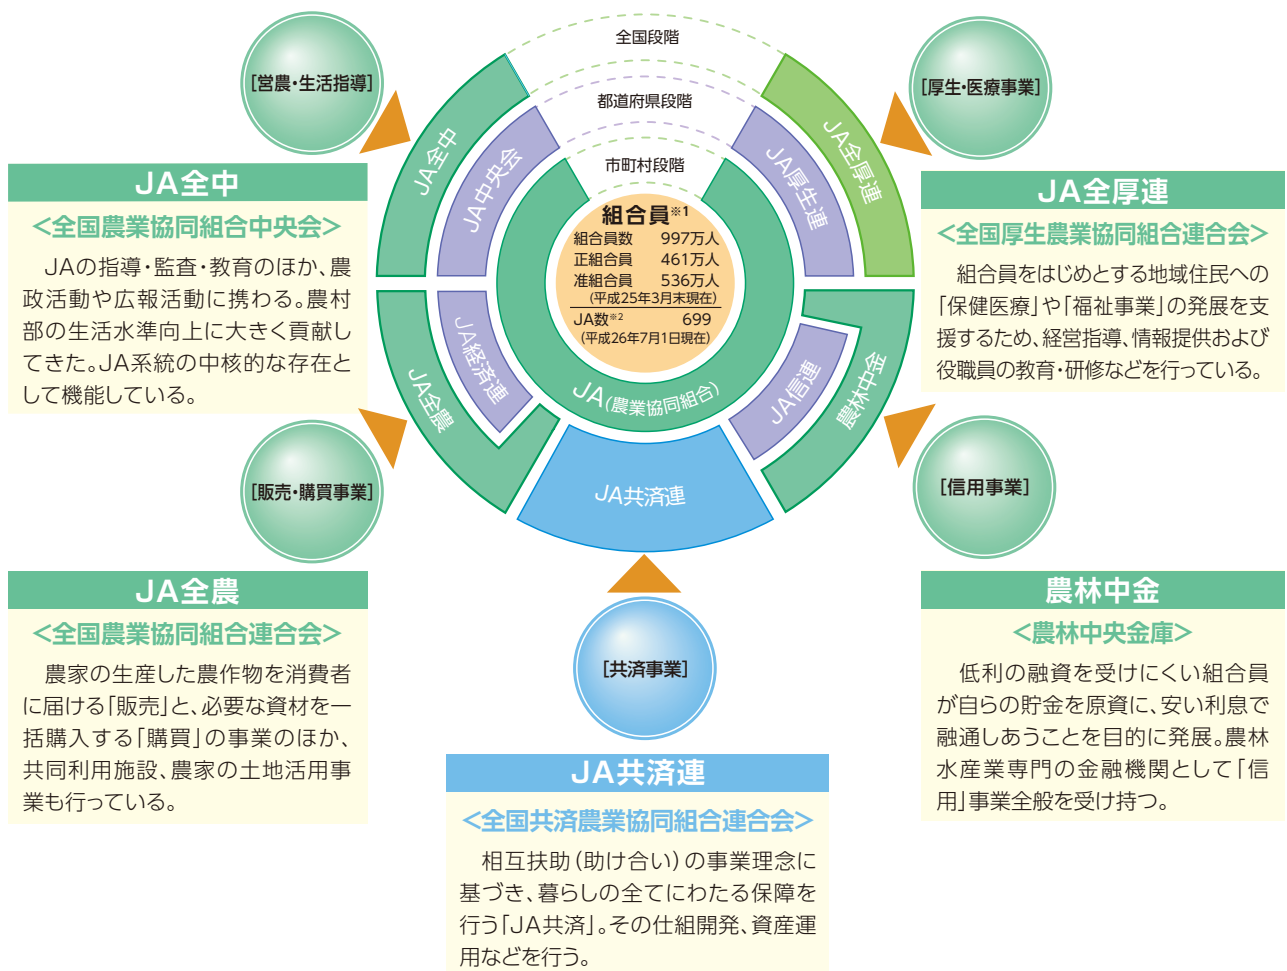 全国段階
都道府県段階
市町村段階
[営農・生活指導]
[厚生・医療事業]
JA全中
JA中央会
JA厚生連
JA全厚連
組合員※1
組合員数 997万人
正組合員 461万人
准組合員 536万人
(平成25年3月末現在)
JA数※2 699
(平成26年7月1日現在)
JA(農業協同組合)
JA経済連
JA全農
JA信連
農林中金
JA共済連
JA全中
<全国農業協同組合中央会>
JAの指導・監査・教育のほか、農
政活動や広報活動に携わる。農村
部の生活水準向上に大きく貢献し
てきた。JA系統の中核的な存在と
して機能している。
JA全厚連
<全国厚生農業協同組合連合会>
組合員をはじめとする地域住民への
「保健医療」や「福祉事業」の発展を支
援するため、経営指導、情報提供および
役職員の教育・研修などを行っている。
[販売・購買事業]
[信用事業]
JA全農
<全国農業協同組合連合会>
農家の生産した農作物を消費者
に届ける「販売」と、必要な資材を一
括購入する「購買」の事業のほか、
共同利用施設、農家の土地活用事
業も行っている。
[共済事業]
JA共済連
<全国共済農業協同組合連合会>
相互扶助(助け合い)の事業理念に
基づき、暮らしの全てにわたる保障を
行う「JA共済」。その仕組開発、資産運
用などを行う。
農林中金
<農林中央金庫>
低利の融資を受けにくい組合員
が自らの貯金を原資に、安い利息で
融通しあうことを目的に発展。農林
水産業専門の金融機関として「信
用」事業全般を受け持つ。